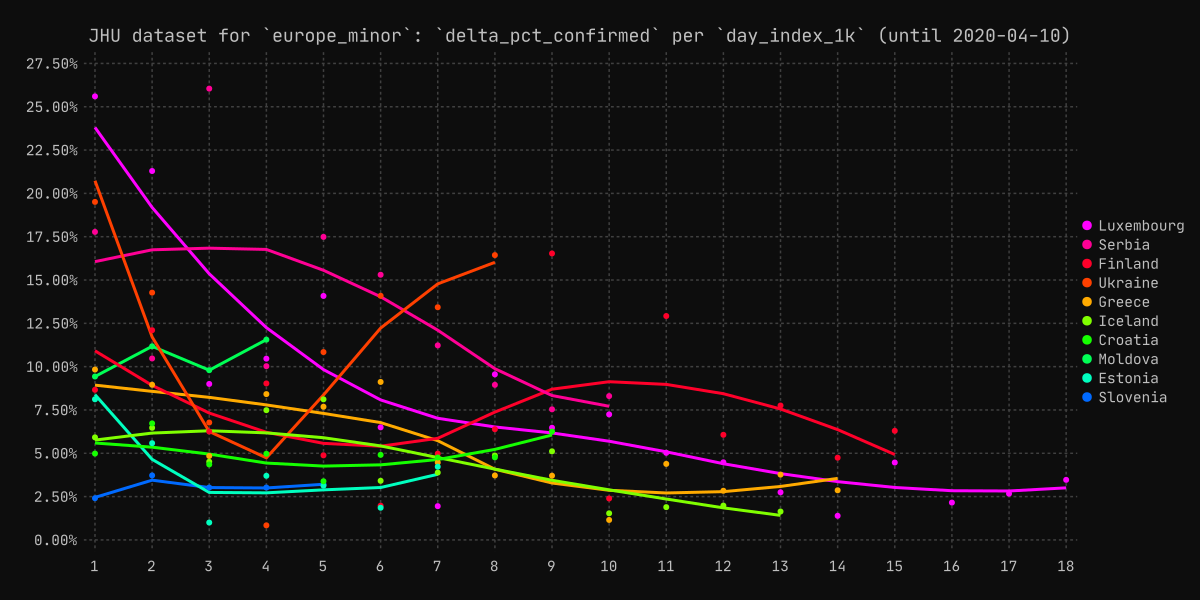 JHU dataset for `europe_minor`: `delta_pct_confirmed` per `day_index_1k` (until 2020-04-10)
27.50%
25.00%
22.50%
20.00%
17.50%
15.00%
12.50%
10.00%
7.50%
5.00%
2.50%
0.00%
1 2 3 4 5 6 7 8 9 10 11 12 13 14 15 16 17 18
Luxembourg
Serbia
Finland
Ukraine
Greece
Iceland
Croatia
Moldova
Estonia
Slovenia